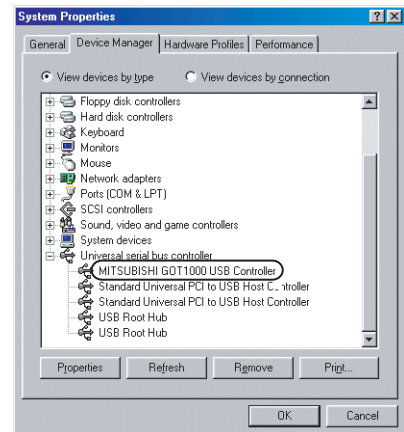 System Properties
General Device Manager Hardware Profiles Performance
View devices by type View devices by connection
Floppy disk controllers
Hard disk controllers
Keyboard
Monitors
Mouse
Network adapters
Ports (COM & LPT)
SCSI controllers
Sound, video and game controllers
System devices
Universal serial bus controller
MITSUBISHI GOT1000 USB Controller
Standard Universal PCI to USB Host C
Standard Universal PCI to USB Host Controller
USB Root Hub
USB Root Hub
Properties Refresh Remove Print...
OK Cancel